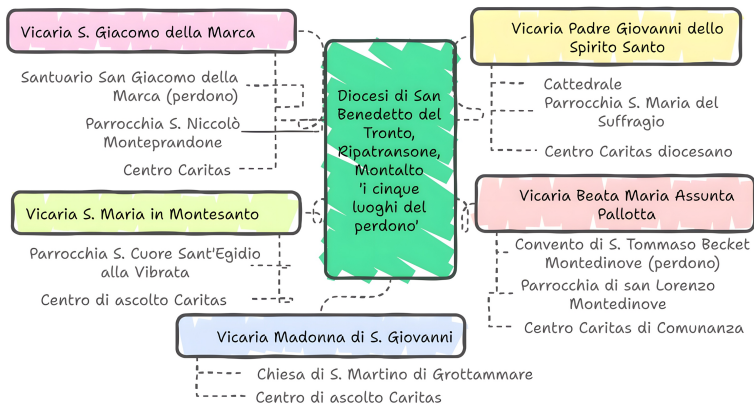 Vicaria S. Giacomo della Marca
Santuario San Giacomo della
Marca (perdono)
Parrocchia S. Niccolò
Monteprandone
Centro Caritas
Vicaria S. Maria in Montesanto
Parrocchia S. Cuore Sant'Egidio
alla Vibrata
Centro di ascolto Caritas
Diocesi di San
Benedetto del
Tronto,
Ripatransone,
Montalto
'i cinque
luoghi del
perdono'
Vicaria Padre Giovanni dello
Spirito Santo
Cattedrale
Parrocchia S. Maria del
Suffragio
Centro Caritas diocesano
Vicaria Beata Maria Assunta
Pallotta
Convento di S. Tommaso Becket
Montedinove (perdono)
Parrocchia di san Lorenzo
Montedinove
Centro Caritas di Comunanza
Vicaria Madonna di S. Giovanni
Chiesa di S. Martino di Grottammare
Centro di ascolto Caritas